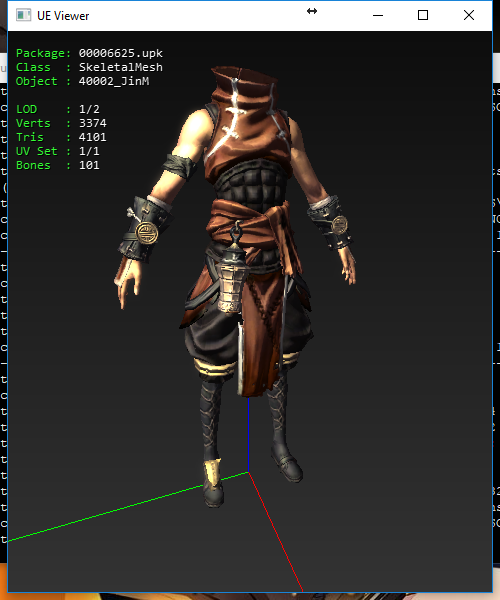 UE Viewer
Package: 00006625.upk
Class : SkeletalMesh
Object : 40002_JinM
LOD : 1/2
Verts : 3374
Tris : 4101
UV Set : 1/1
Bones : 101